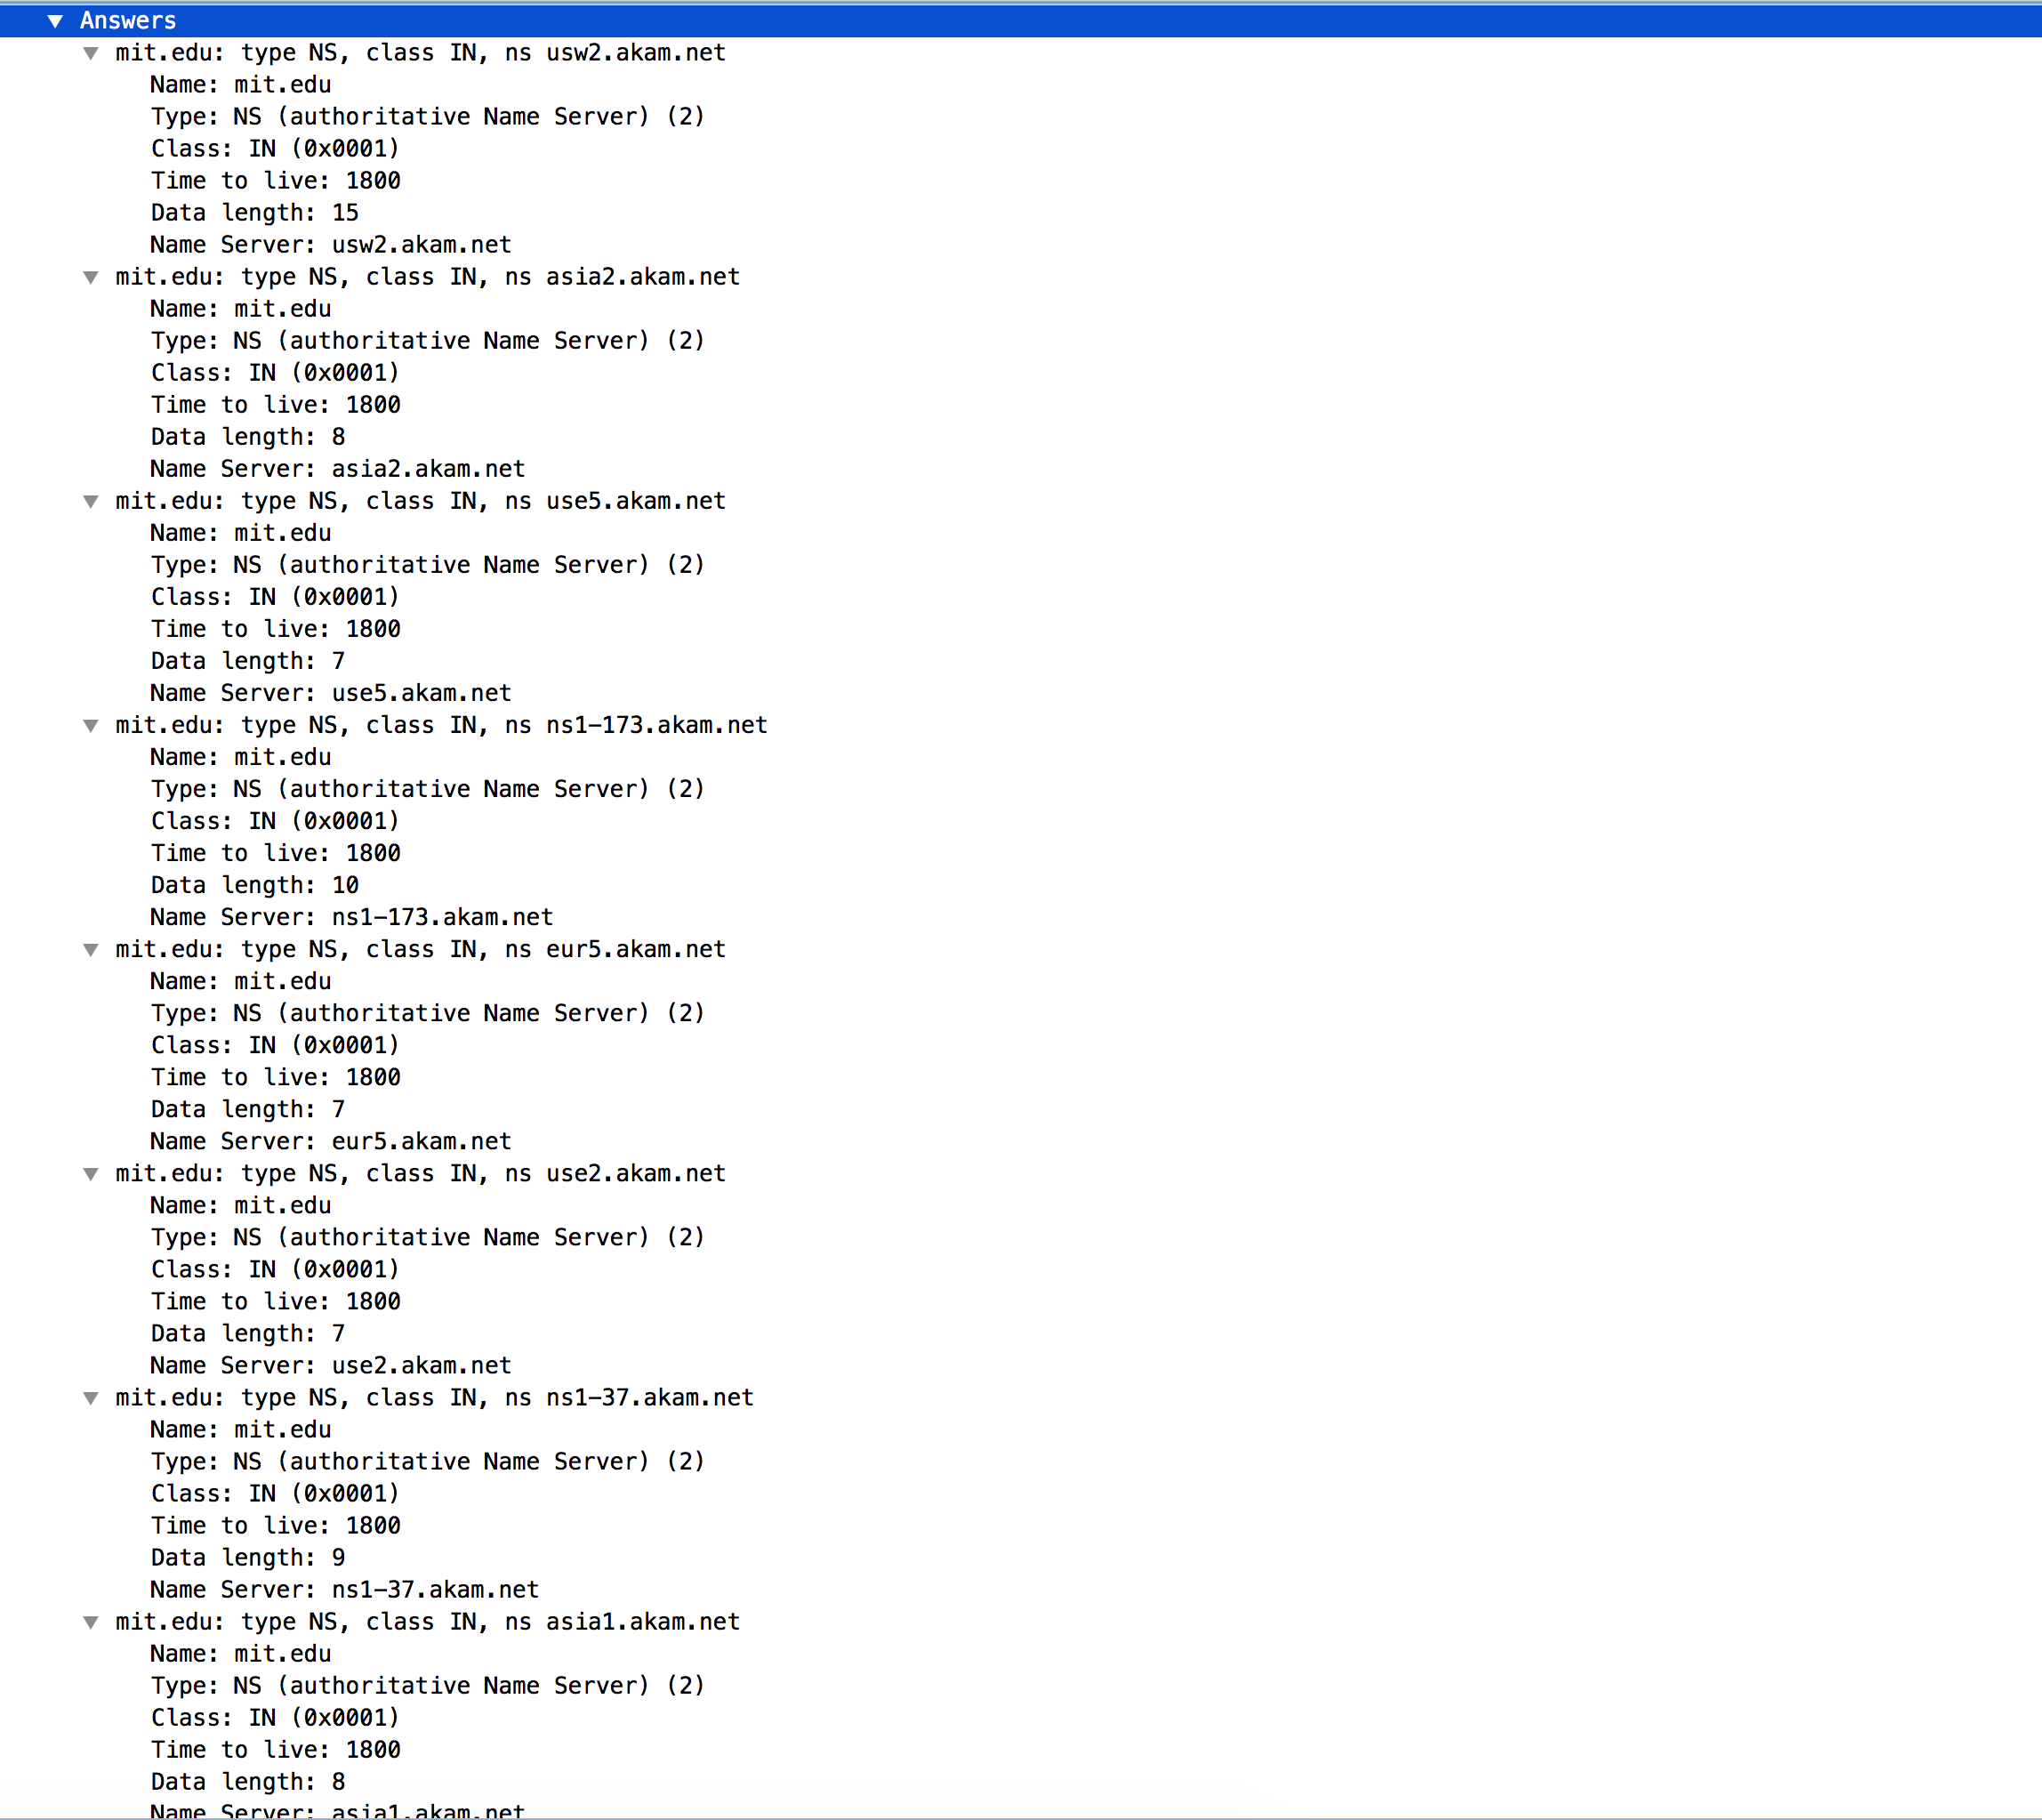 Answers
mit.edu: type NS, class IN, ns usw2.akam.net
Name: mit.edu
Type: NS (authoritative Name Server) (2)
Class: IN (0x0001)
Time to live: 1800
Data length: 15
Name Server: usw2.akam.net
mit.edu: type NS, class IN, ns asia2.akam.net
Name: mit.edu
Type: NS (authoritative Name Server) (2)
Class: IN (0x0001)
Time to live: 1800
Data length: 8
Name Server: asia2.akam.net
mit.edu: type NS, class IN, ns use5.akam.net
Name: mit.edu
Type: NS (authoritative Name Server) (2)
Class: IN (0x0001)
Time to live: 1800
Data length: 7
Name Server: use5.akam.net
mit.edu: type NS, class IN, ns ns1-173.akam.net
Name: mit.edu
Type: NS (authoritative Name Server) (2)
Class: IN (0x0001)
Time to live: 1800
Data length: 10
Name Server: ns1-173.akam.net
mit.edu: type NS, class IN, ns eur5.akam.net
Name: mit.edu
Type: NS (authoritative Name Server) (2)
Class: IN (0x0001)
Time to live: 1800
Data length: 7
Name Server: eur5.akam.net
mit.edu: type NS, class IN, ns use2.akam.net
Name: mit.edu
Type: NS (authoritative Name Server) (2)
Class: IN (0x0001)
Time to live: 1800
Data length: 7
Name Server: use2.akam.net
mit.edu: type NS, class IN, ns ns1-37.akam.net
Name: mit.edu
Type: NS (authoritative Name Server) (2)
Class: IN (0x0001)
Time to live: 1800
Data length: 9
Name Server: ns1-37.akam.net
mit.edu: type NS, class IN, ns asia1.akam.net
Name: mit.edu
Type: NS (authoritative Name Server) (2)
Class: IN (0x0001)
Time to live: 1800
Data length: 8
Name Server: asia1.akam.net